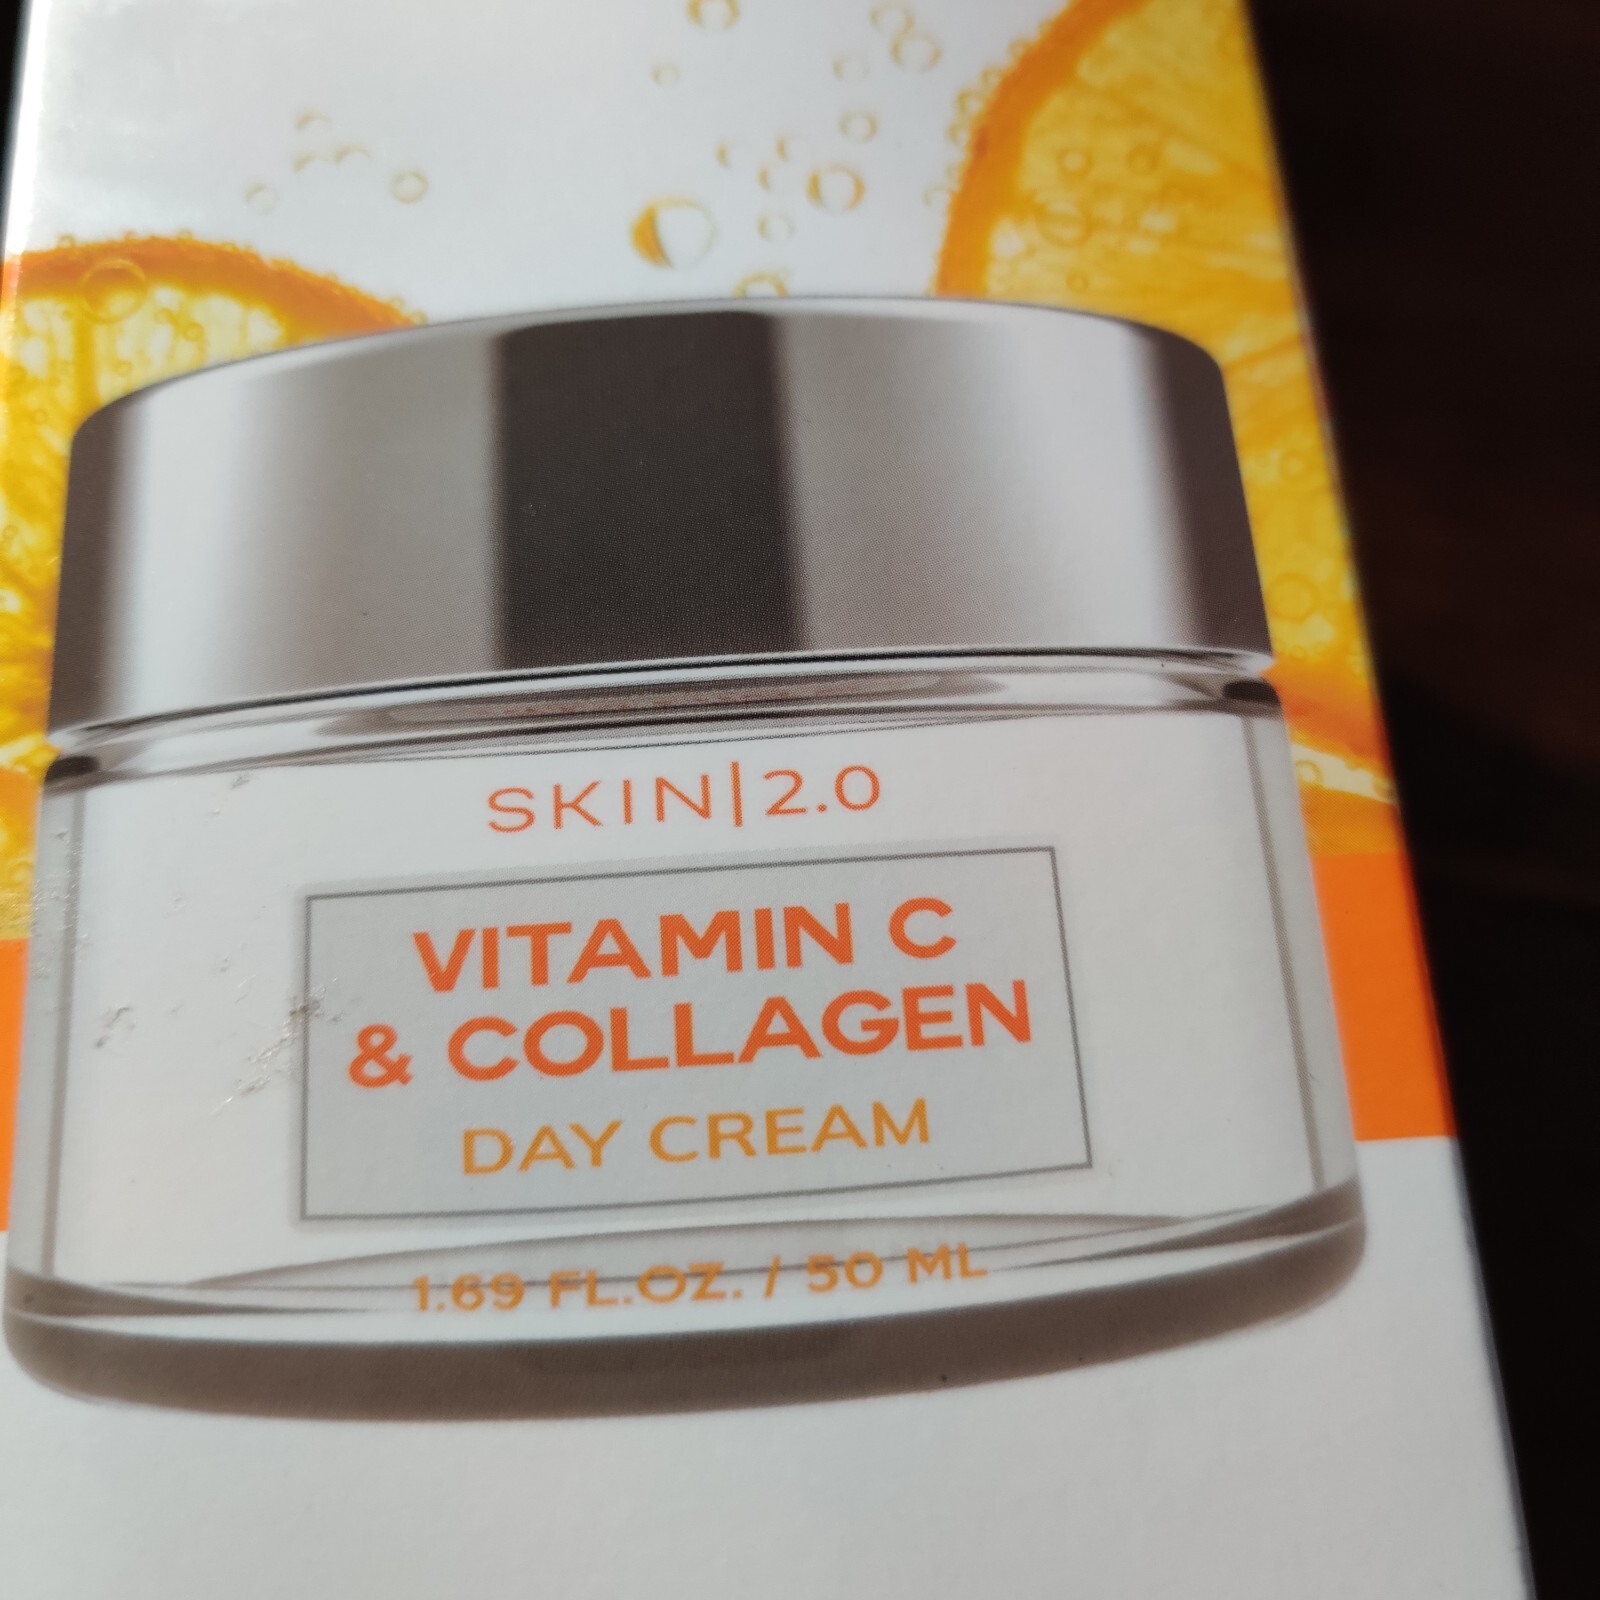 SKIN|2.0
VITAMIN C
& COLLAGEN
DAY CREAM
1.69 FL.OZ. / 50 ML